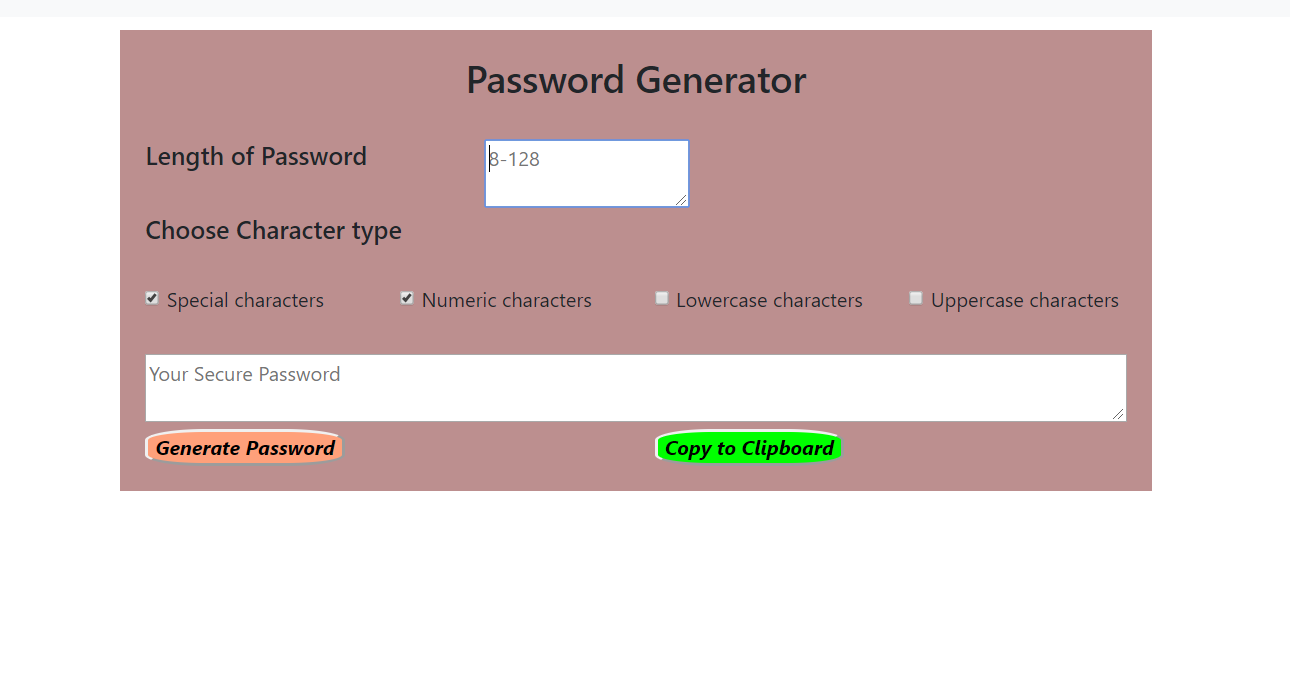 Password Generator
Length of Password
8-128
Choose Character type
Special characters Numeric characters Lowercase characters Uppercase characters
Your Secure Password
Generate Password Copy to Clipboard